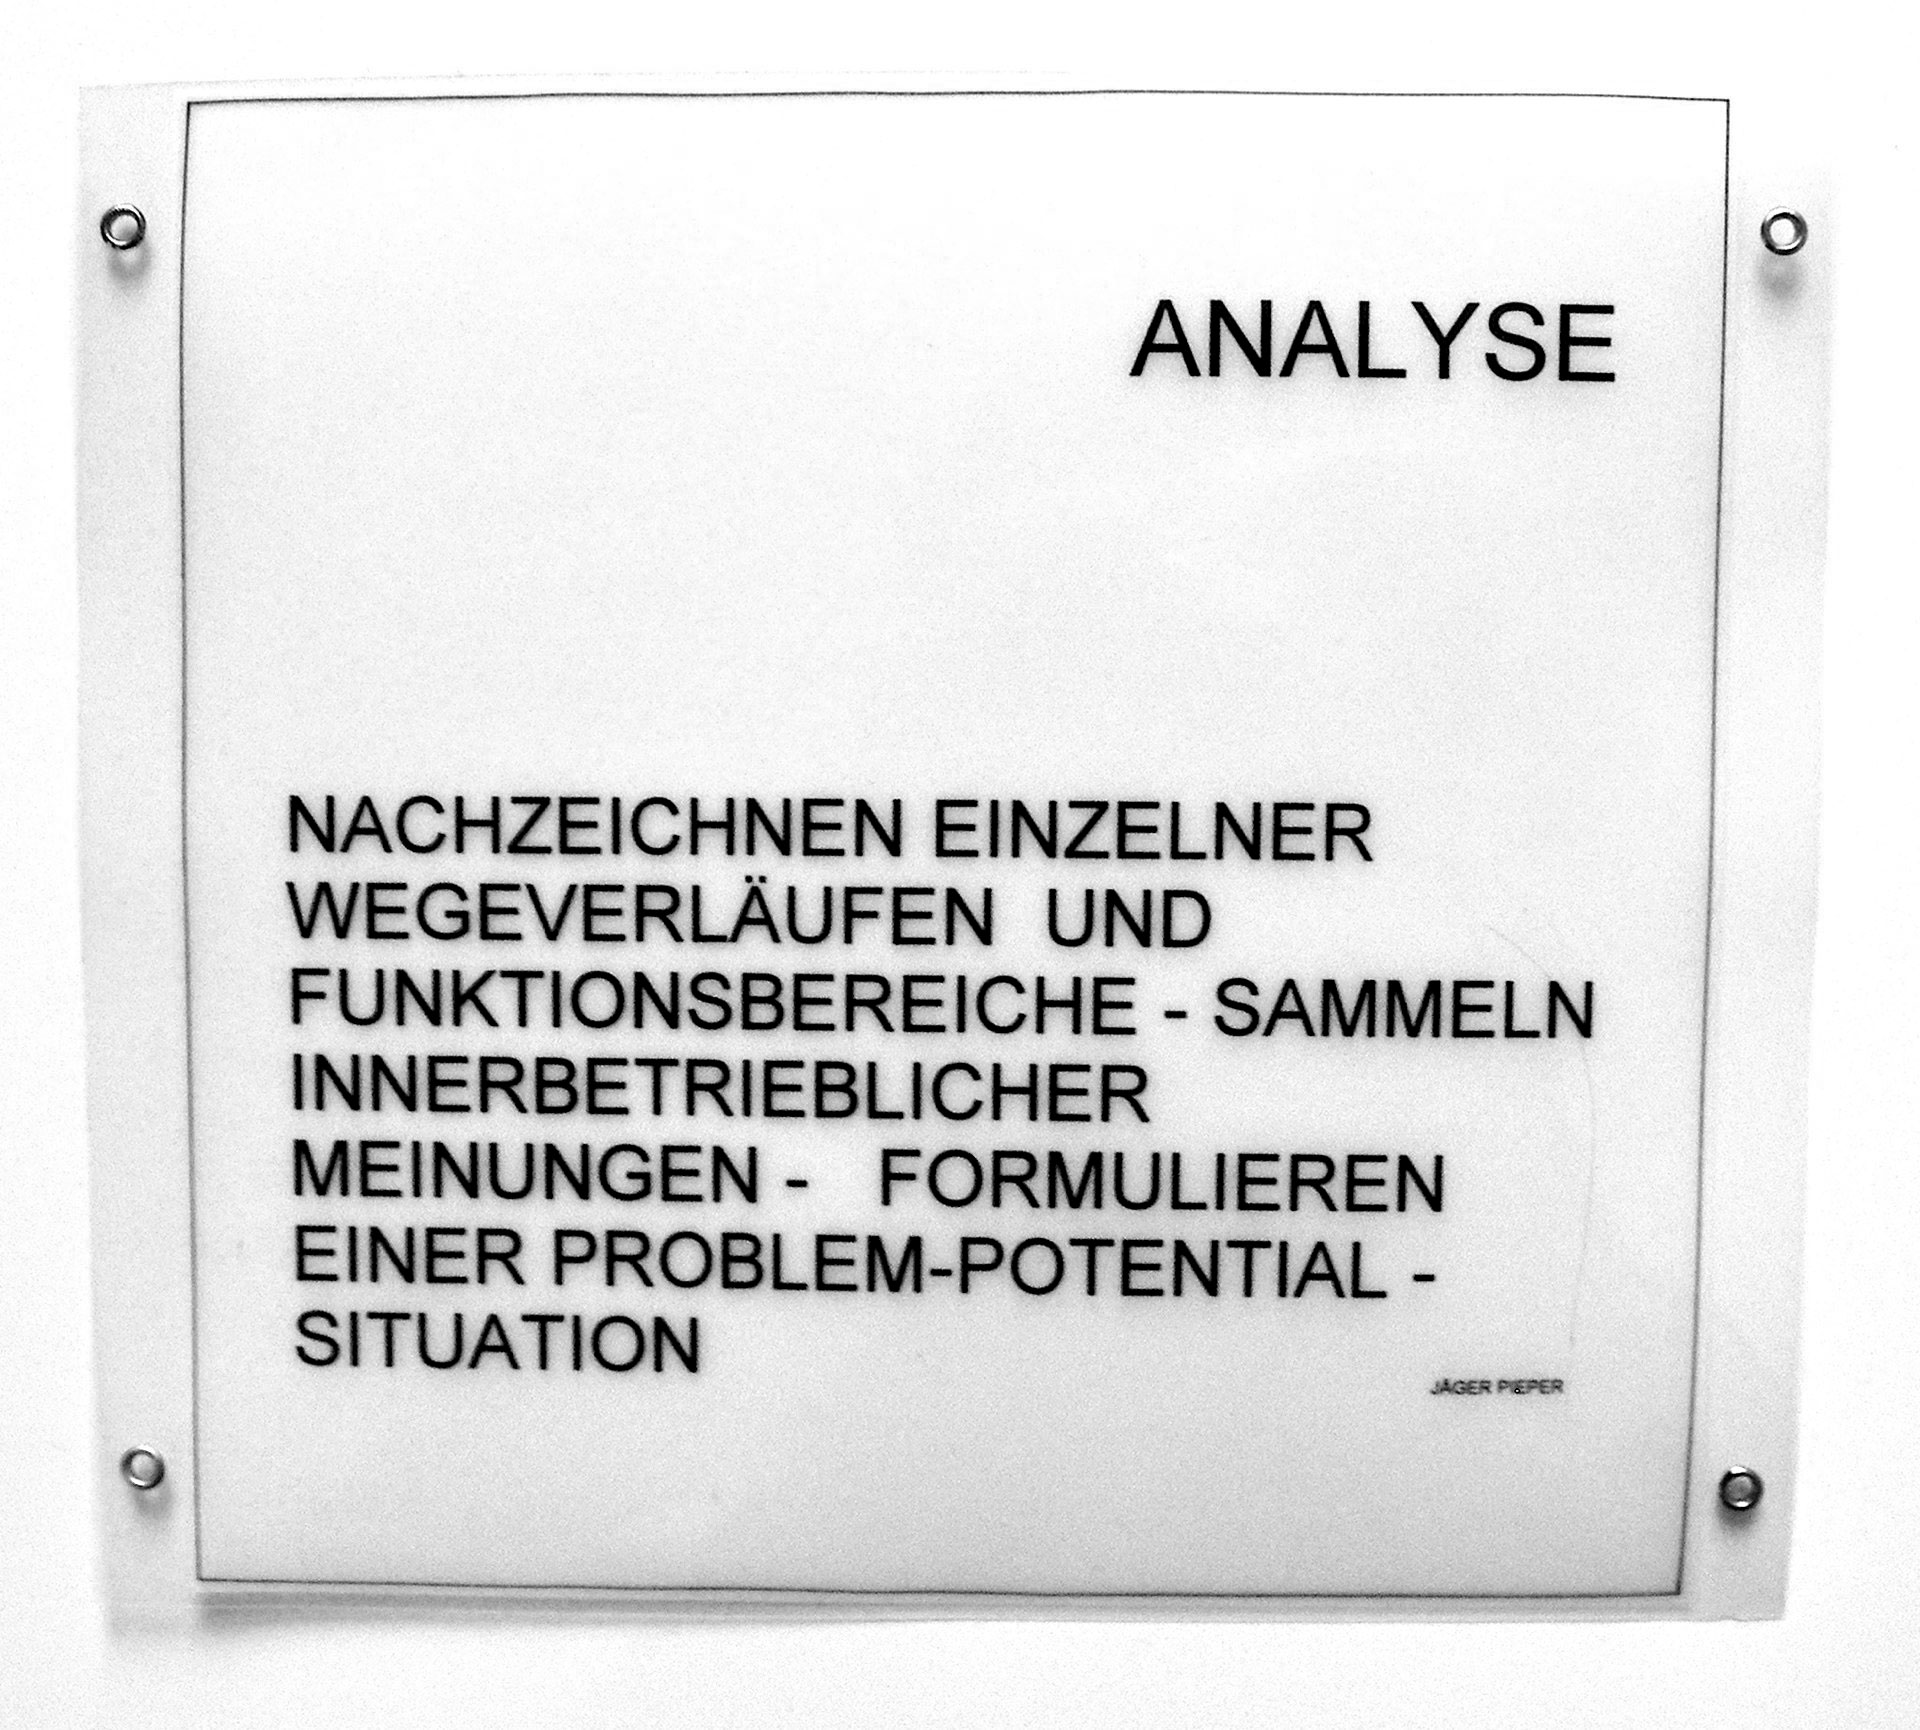 ANALYSE
NACHZEICHNEN EINZELNER
WEGEVERLÄUFEN  UND
FUNKTIONSBEREICHE - SAMMELN
INNERBETRIEBLICHER
MEINUNGEN -   FORMULIEREN
EINER PROBLEM-POTENTIAL -
SITUATION
JÄGER PIEPER